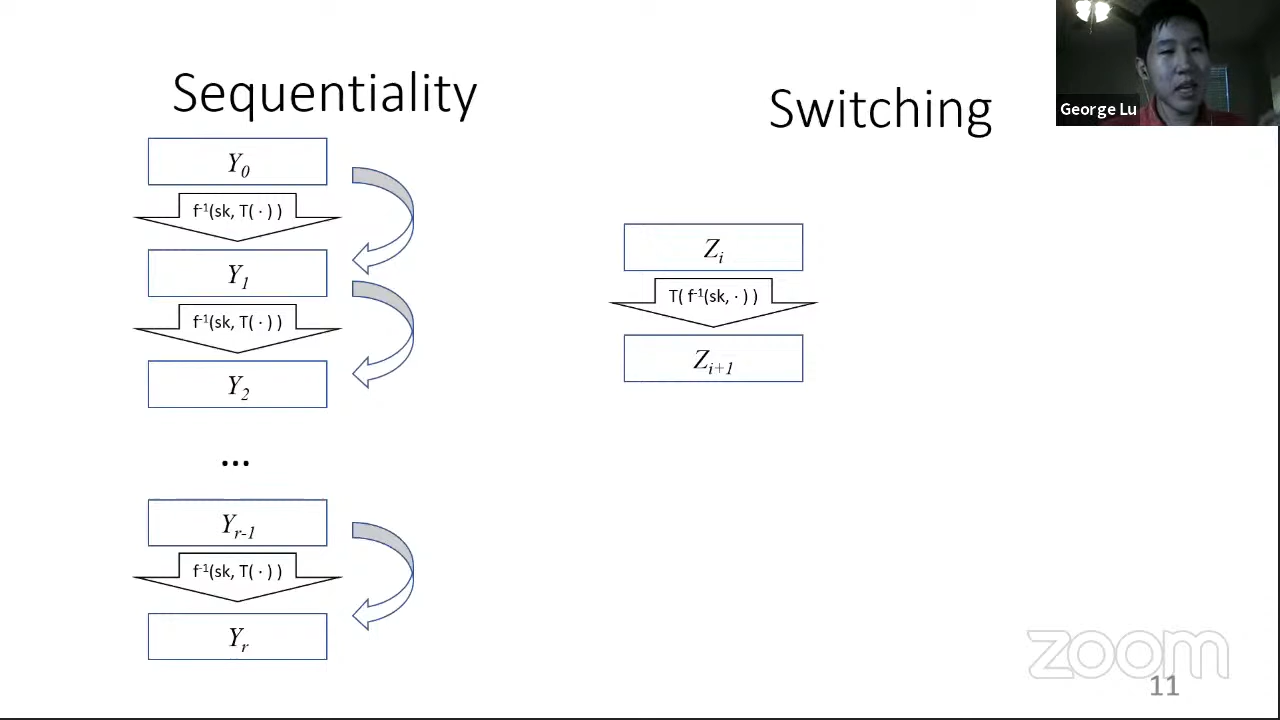 Sequentiality
Y0
f-1(sk, T( · ) )
Y1
f-1(sk, T( · ) )
Y2
...
Yr-1
f-1(sk, T( · ) )
Yr
Switching
Zi
T( f-1(sk, · ) )
Zi+1
George Lu
zoom
11